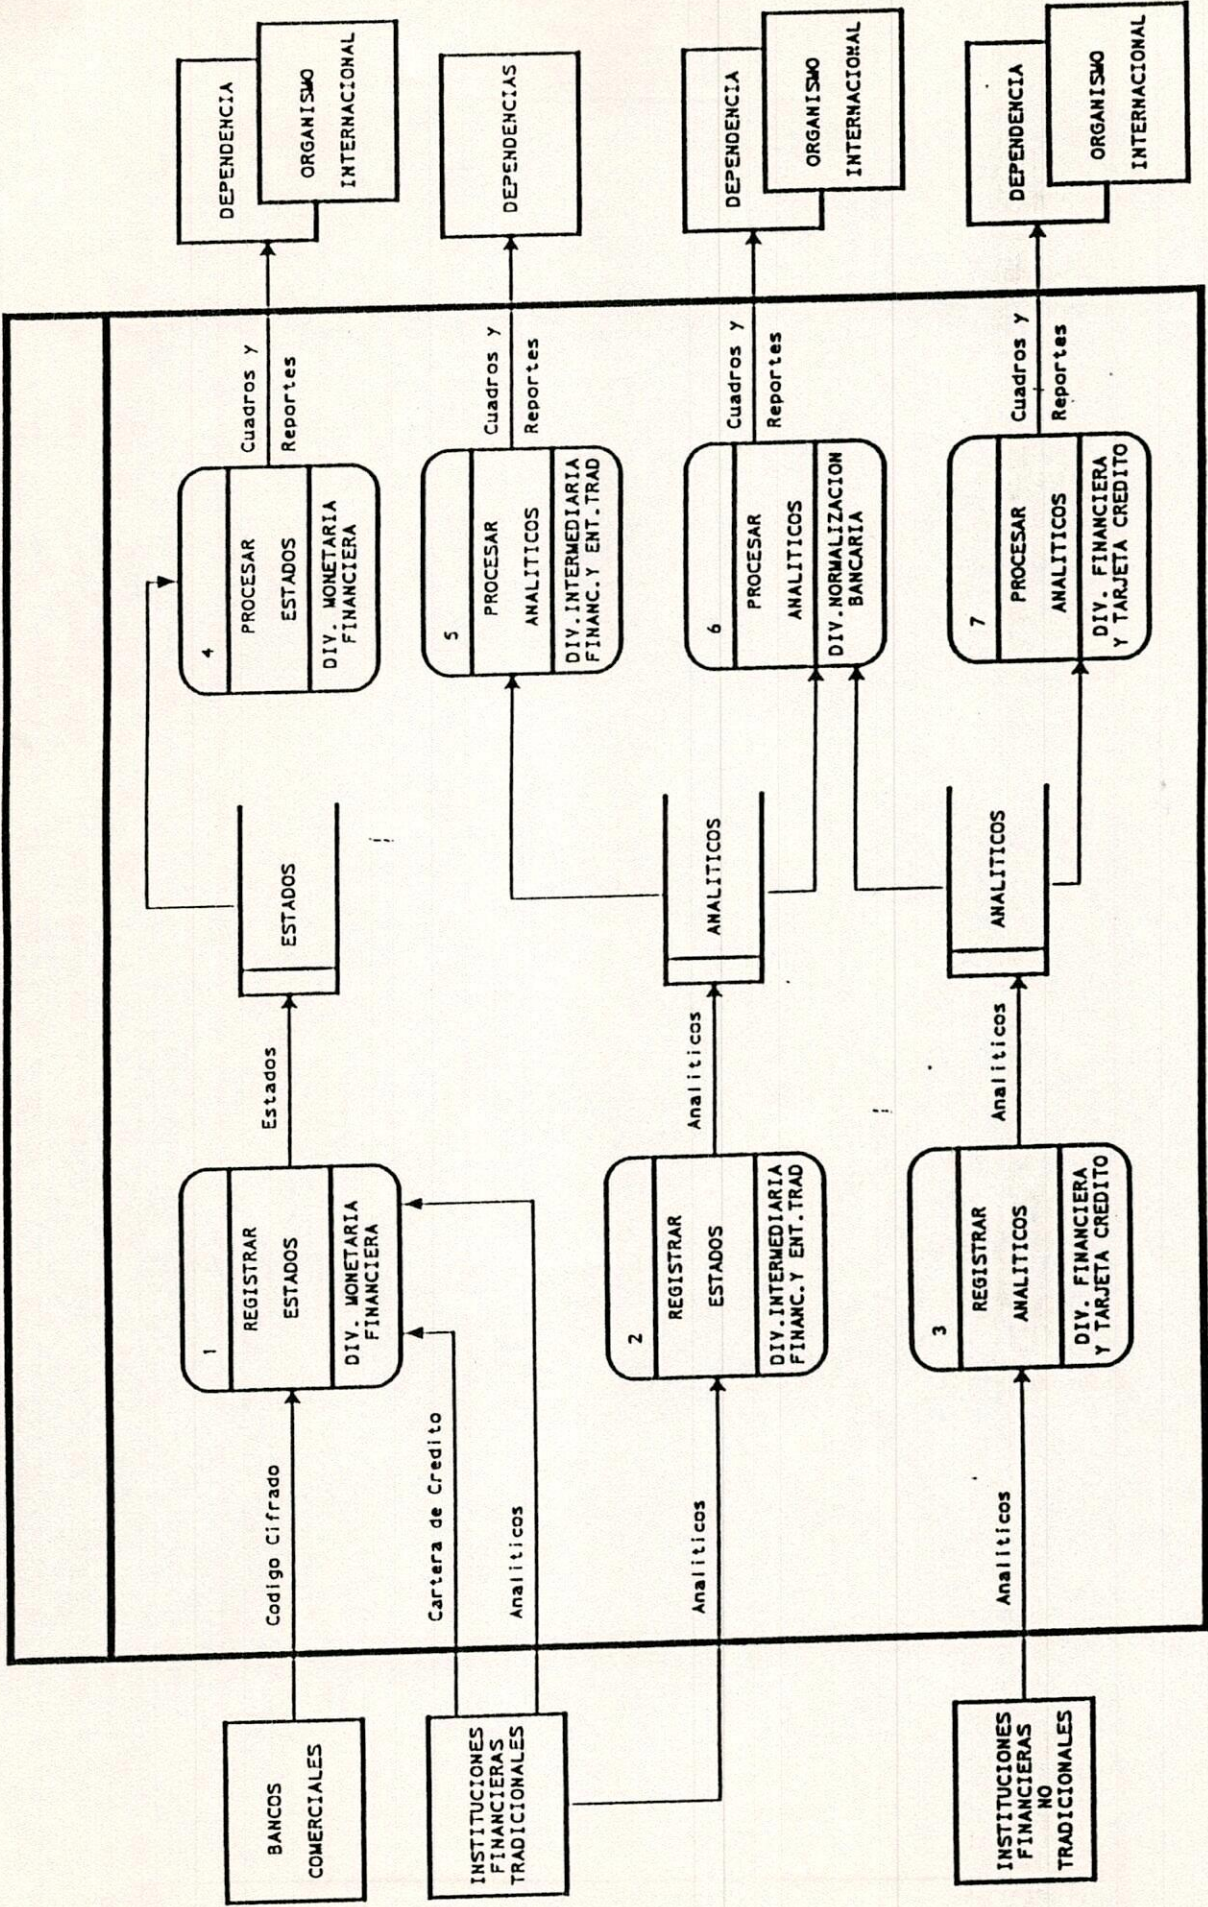 BANCOS
COMERCIALES
Codigo Cifrado
1
REGISTRAR
ESTADOS
DIV. MONETARIA
FINANCIERA
Estados
ESTADOS
4
PROCESAR
ESTADOS
DIV. MONETARIA
FINANCIERA
Cuadros y
Reportes
DEPENDENCIA
ORGANISMO
INTERNACIONAL
INSTITUCIONES
FINANCIERAS
TRADICIONALES
Cartera de Credito
Analiticos
Analiticos
2
REGISTRAR
ESTADOS
DIV.INTERMEDIARIA
FINANC.Y ENT.TRAD
Analiticos
ANALITICOS
5
PROCESAR
ANALITICOS
DIV.INTERMEDIARIA
FINANC.Y ENT.TRAD
Cuadros y
Reportes
DEPENDENCIAS
6
PROCESAR
ANALITICOS
DIV.NORMALIZACION
BANCARIA
Cuadros y
Reportes
DEPENDENCIA
ORGANISMO
INTERNACIONAL
INSTITUCIONES
FINANCIERAS
NO
TRADICIONALES
Analiticos
3
REGISTRAR
ANALITICOS
DIV. FINANCIERA
Y TARJETA CREDITO
Analiticos
ANALITICOS
7
PROCESAR
ANALITICOS
DIV. FINANCIERA
Y TARJETA CREDITO
Cuadros y
Reportes
DEPENDENCIA
ORGANISMO
INTERNACIONAL